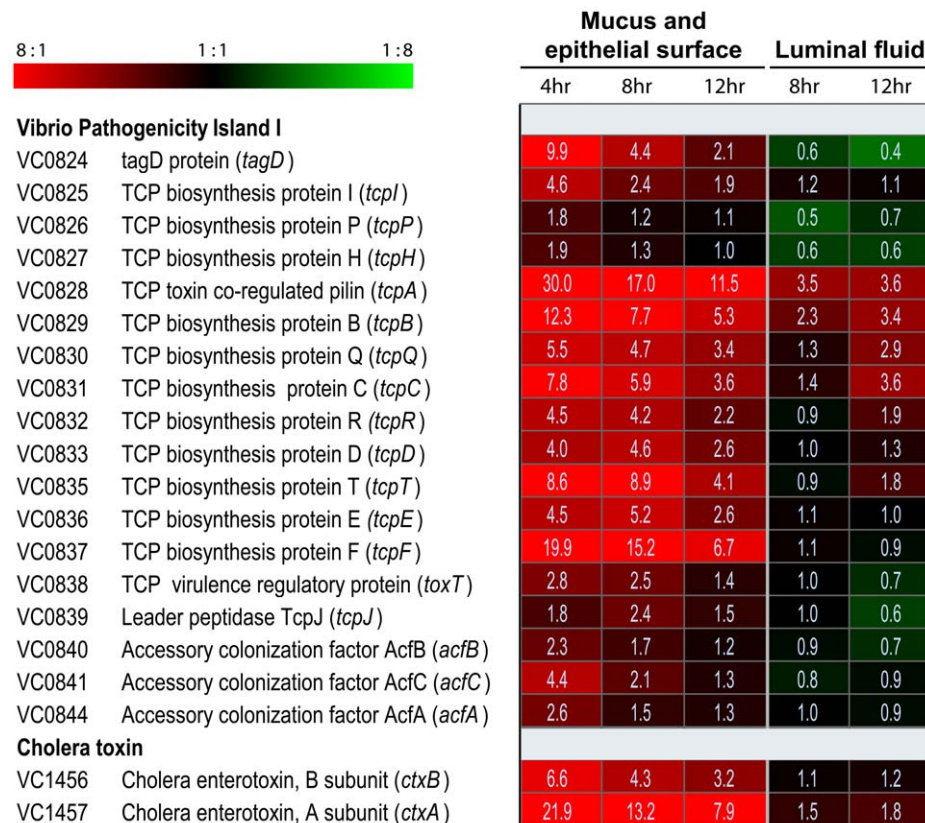 8:1 1:1 1:8
Mucus and
epithelial surface Luminal fluid
4hr 8hr 12hr 8hr 12hr
Vibrio Pathogenicity Island I
VC0824 tagD protein (tagD) 9.9 4.4 2.1 0.6 0.4
VC0825 TCP biosynthesis protein I (tcpI) 4.6 2.4 1.9 1.2 1.1
VC0826 TCP biosynthesis protein P (tcpP) 1.8 1.2 1.1 0.5 0.7
VC0827 TCP biosynthesis protein H (tcpH) 1.9 1.3 1.0 0.6 0.6
VC0828 TCP toxin co-regulated pilin (tcpA) 30.0 17.0 11.5 3.5 3.6
VC0829 TCP biosynthesis protein B (tcpB) 12.3 7.7 5.3 2.3 3.4
VC0830 TCP biosynthesis protein Q (tcpQ) 5.5 4.7 3.4 1.3 2.9
VC0831 TCP biosynthesis protein C (tcpC) 7.8 5.9 3.6 1.4 3.6
VC0832 TCP biosynthesis protein R (tcpR) 4.5 4.2 2.2 0.9 1.9
VC0833 TCP biosynthesis protein D (tcpD) 4.0 4.6 2.6 1.0 1.3
VC0835 TCP biosynthesis protein T (tcpT) 8.6 8.9 4.1 0.9 1.8
VC0836 TCP biosynthesis protein E (tcpE) 4.5 5.2 2.6 1.1 1.0
VC0837 TCP biosynthesis protein F (tcpF) 19.9 15.2 6.7 1.1 0.9
VC0838 TCP virulence regulatory protein (toxT) 2.8 2.5 1.4 1.0 0.7
VC0839 Leader peptidase TcpJ (tcpJ) 1.8 2.4 1.5 1.0 0.6
VC0840 Accessory colonization factor AcfB (acfB) 2.3 1.7 1.2 0.9 0.7
VC0841 Accessory colonization factor AcfC (acfC) 4.4 2.1 1.3 0.8 0.9
VC0844 Accessory colonization factor AcfA (acfA) 2.6 1.5 1.3 1.0 0.9
Cholera toxin
VC1456 Cholera enterotoxin, B subunit (ctxB) 6.6 4.3 3.2 1.1 1.2
VC1457 Cholera enterotoxin, A subunit (ctxA) 21.9 13.2 7.9 1.5 1.8